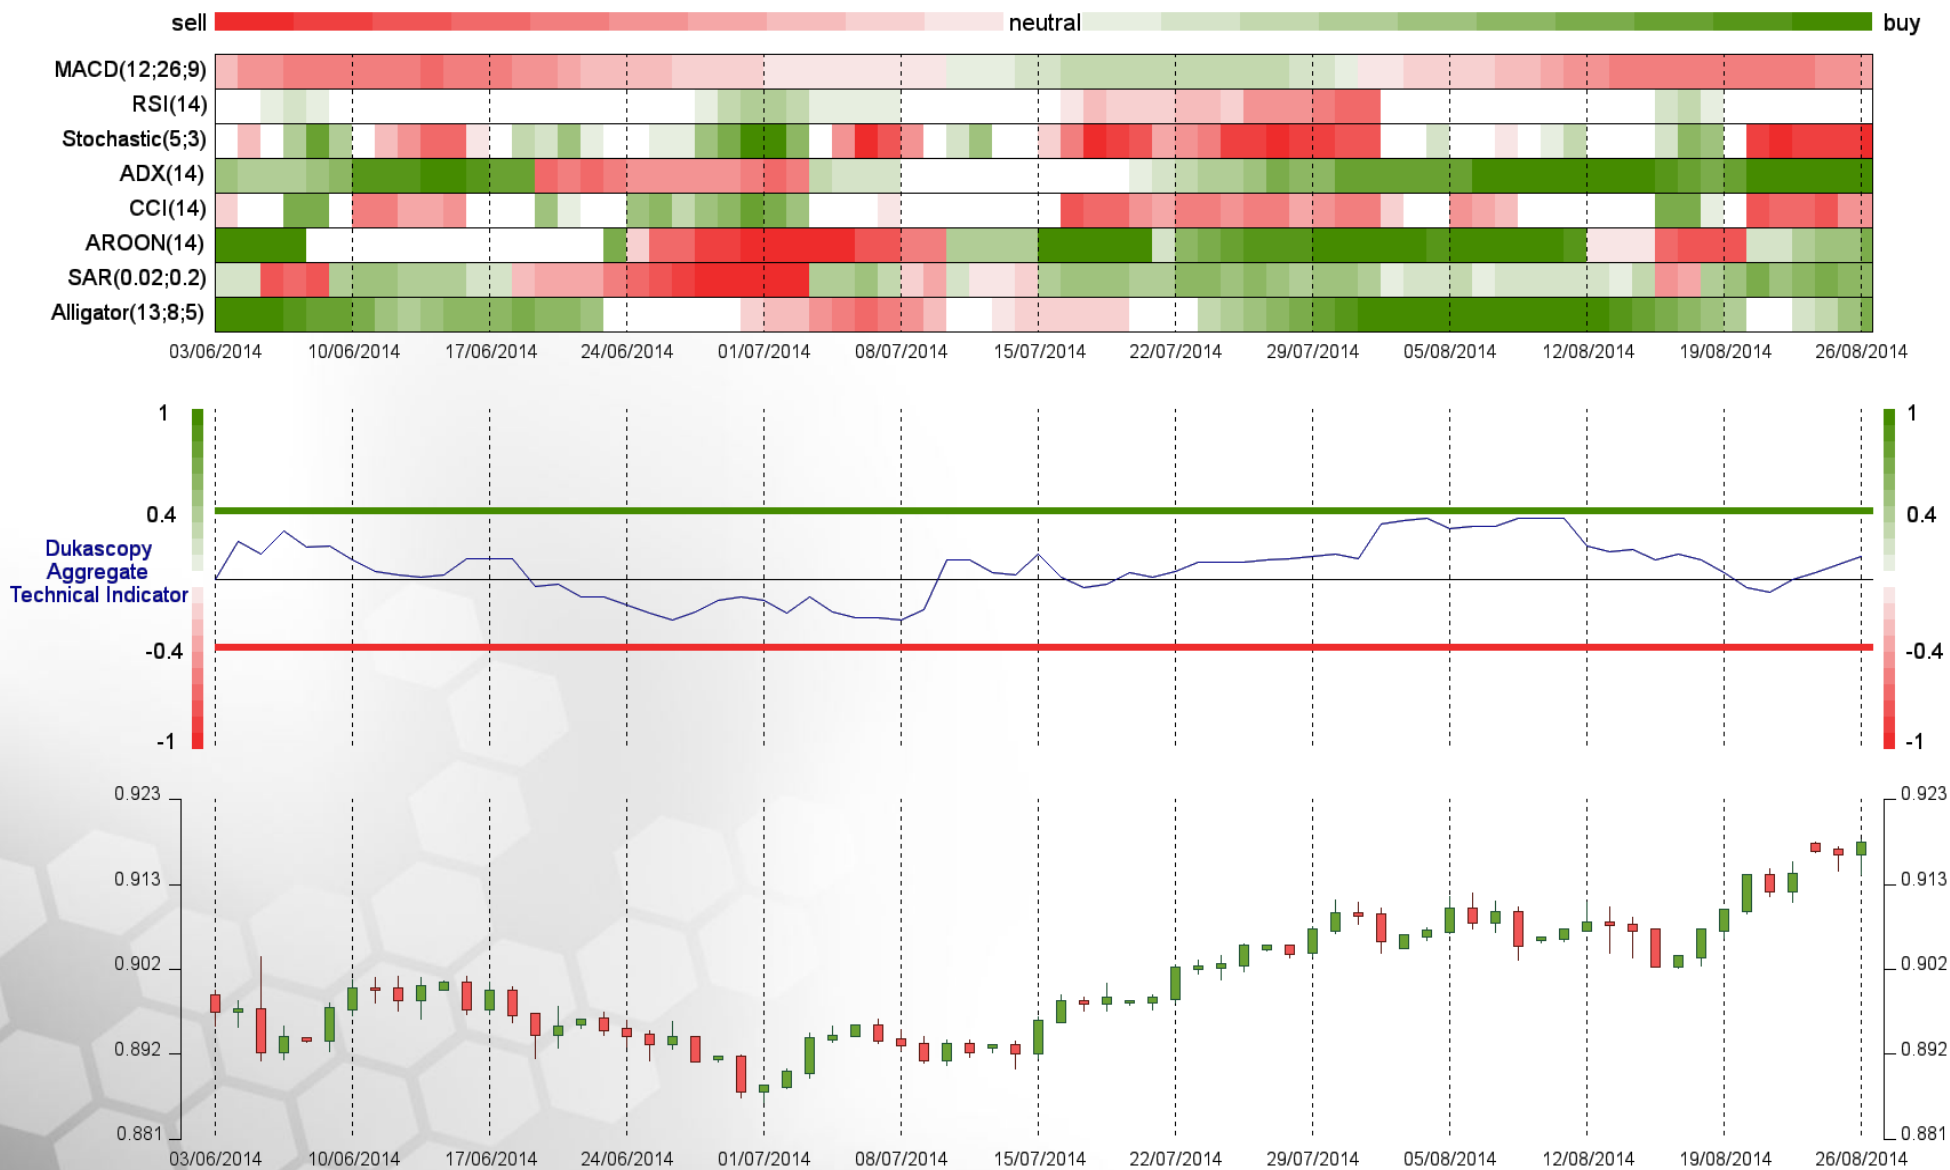 sell neutral buy
MACD(12;26;9)
RSI(14)
Stochastic(5;3)
ADX(14)
CCI(14)
AROON(14)
SAR(0.02;0.2)
Alligator(13;8;5)
03/06/2014 10/06/2014 17/06/2014 24/06/2014 01/07/2014 08/07/2014 15/07/2014 22/07/2014 29/07/2014 05/08/2014 12/08/2014 19/08/2014 26/08/2014
1 1
0.4 0.4
Dukascopy
Aggregate
Technical Indicator
-0.4 -0.4
-1 -1
0.923 0.923
0.913 0.913
0.902 0.902
0.892 0.892
0.881 0.881
03/06/2014 10/06/2014 17/06/2014 24/06/2014 01/07/2014 08/07/2014 15/07/2014 22/07/2014 29/07/2014 05/08/2014 12/08/2014 19/08/2014 26/08/2014